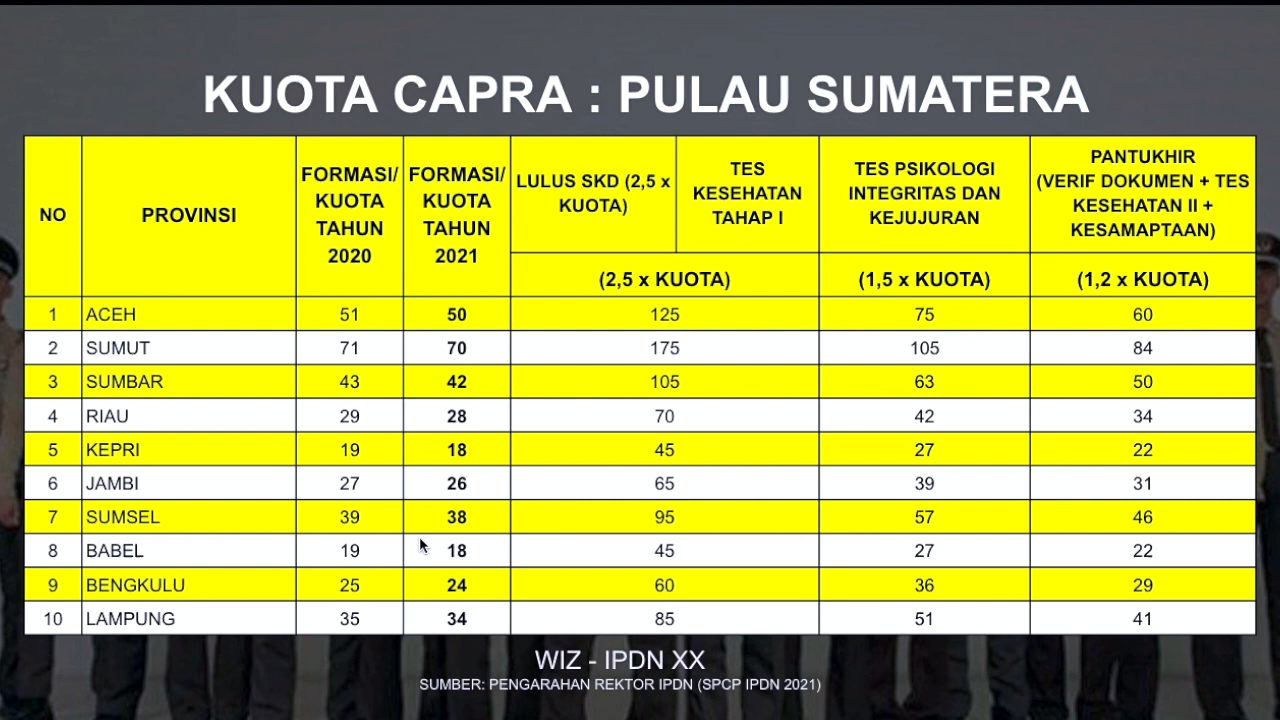 KUOTA CAPRA : PULAU SUMATERA
NO
PROVINSI
FORMASI/
KUOTA
TAHUN
2020
FORMASI/
KUOTA
TAHUN
2021
LULUS SKD (2,5 x
KUOTA)
TES
KESEHATAN
TAHAP I
TES PSIKOLOGI
INTEGRITAS DAN
KEJUJURAN
PANTUKHIR
(VERIF DOKUMEN + TES
KESEHATAN II +
KESAMAPTAAN)
(2,5 x KUOTA) (1,5 x KUOTA) (1,2 x KUOTA)
1 ACEH 51 50 125 75 60
2 SUMUT 71 70 175 105 84
3 SUMBAR 43 42 105 63 50
4 RIAU 29 28 70 42 34
5 KEPRI 19 18 45 27 22
6 JAMBI 27 26 65 39 31
7 SUMSEL 39 38 95 57 46
8 BABEL 19 18 45 27 22
9 BENGKULU 25 24 60 36 29
10 LAMPUNG 35 34 85 51 41
WIZ - IPDN XX
SUMBER: PENGARAHAN REKTOR IPDN (SPCP IPDN 2021)